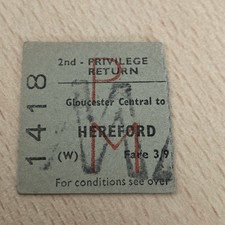 2nd - PRIVILEGE
RETURN
Gloucester Central to
HEREFORD
(W) Fare 3/9
For conditions see over
1418
P
M